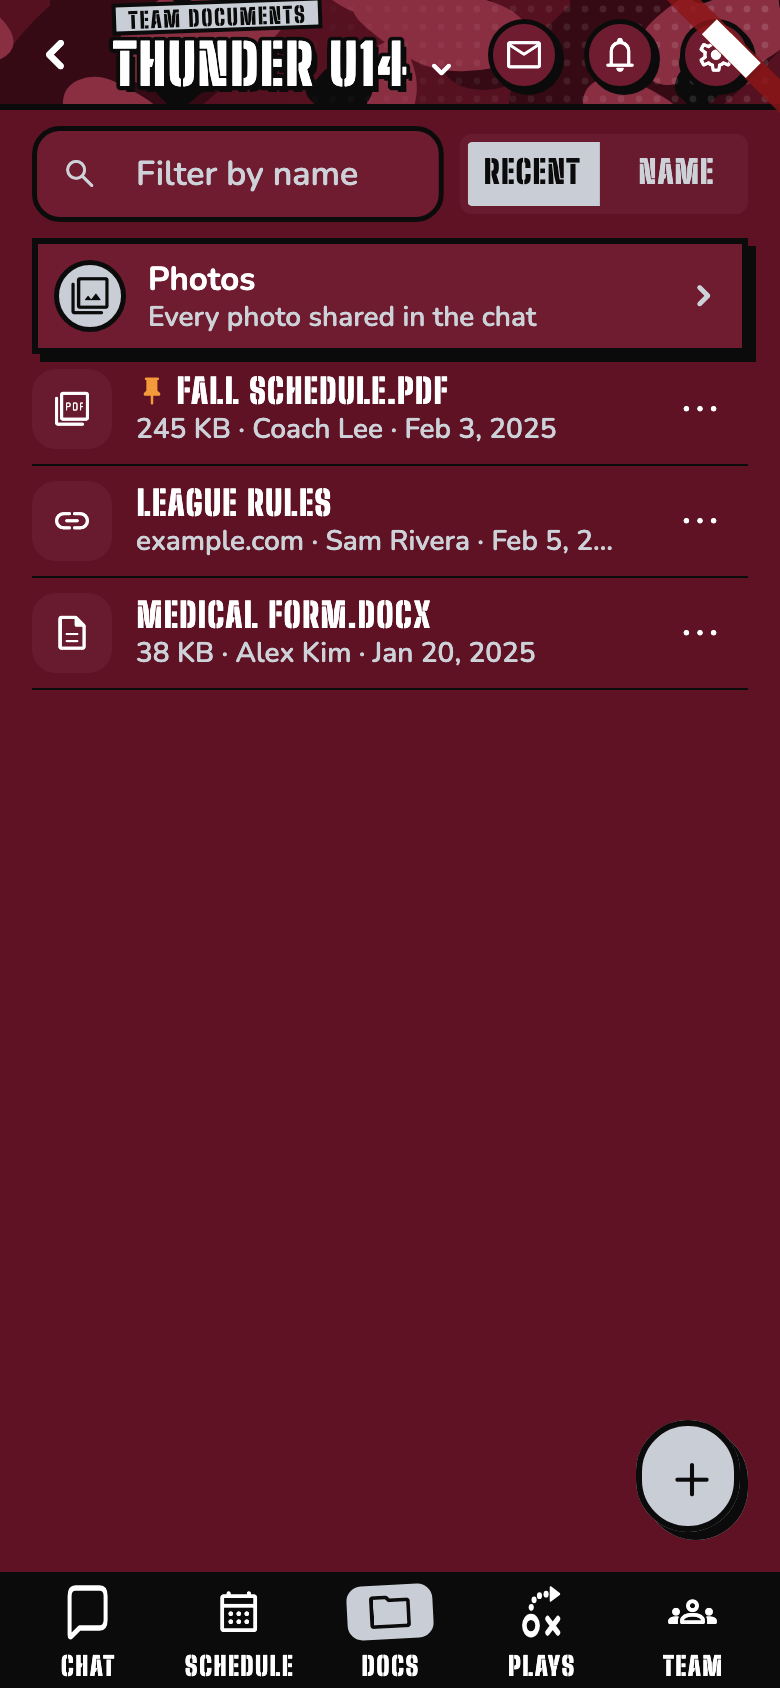 TEAM DOCUMENTS
THUNDER U14
Filter by name
RECENT
NAME
Photos
Every photo shared in the chat
PDF
FALL SCHEDULE.PDF
245 KB · Coach Lee · Feb 3, 2025
LEAGUE RULES
example.com · Sam Rivera · Feb 5, 2...
MEDICAL FORM.DOCX
38 KB · Alex Kim · Jan 20, 2025
CHAT
SCHEDULE
DOCS
PLAYS
TEAM